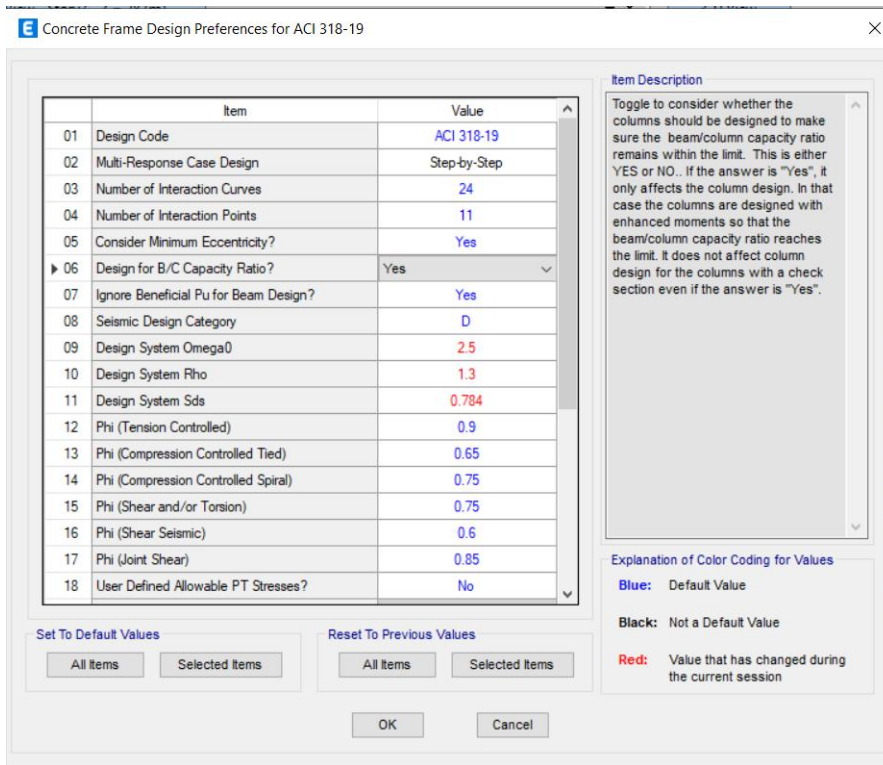 E Concrete Frame Design Preferences for ACI 318-19
Item Value
01 Design Code ACI 318-19
02 Multi-Response Case Design Step-by-Step
03 Number of Interaction Curves 24
04 Number of Interaction Points 11
05 Consider Minimum Eccentricity? Yes
06 Design for B/C Capacity Ratio? Yes
07 Ignore Beneficial Pu for Beam Design? Yes
08 Seismic Design Category D
09 Design System Omega0 2.5
10 Design System Rho 1.3
11 Design System Sds 0.784
12 Phi (Tension Controlled) 0.9
13 Phi (Compression Controlled Tied) 0.65
14 Phi (Compression Controlled Spiral) 0.75
15 Phi (Shear and/or Torsion) 0.75
16 Phi (Shear Seismic) 0.6
17 Phi (Joint Shear) 0.85
18 User Defined Allowable PT Stresses? No
Set To Default Values
All Items Selected Items
Reset To Previous Values
All Items Selected Items
Item Description
Toggle to consider whether the
columns should be designed to make
sure the beam/column capacity ratio
remains within the limit. This is either
YES or NO.. If the answer is "Yes", it
only affects the column design. In that
case the columns are designed with
enhanced moments so that the
beam/column capacity ratio reaches
the limit. It does not affect column
design for the columns with a check
section even if the answer is "Yes".
Explanation of Color Coding for Values
Blue: Default Value
Black: Not a Default Value
Red: Value that has changed during
the current session
OK Cancel